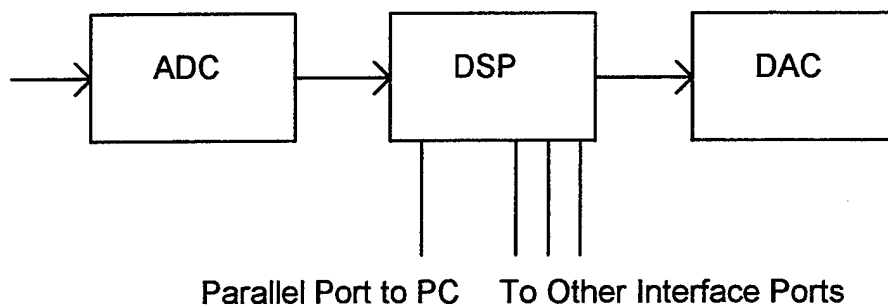 ADC
DSP
DAC
Parallel Port to PC
To Other Interface Ports